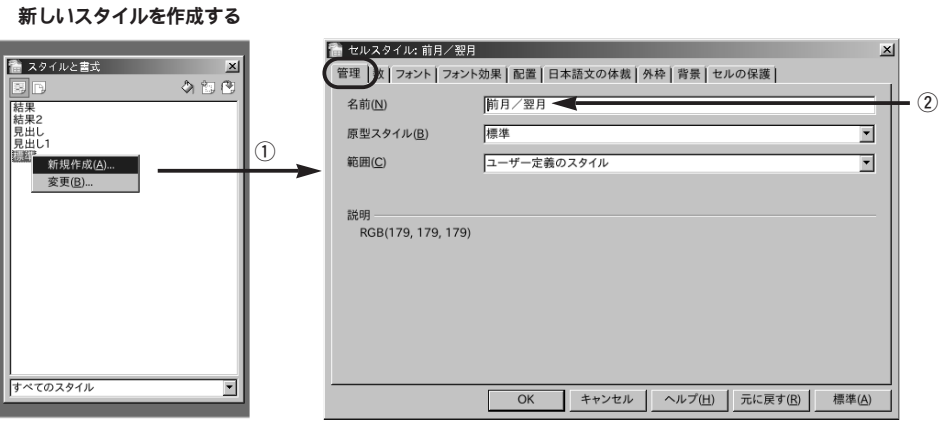 新しいスタイルを作成する
スタイルと書式
結果
結果2
見出し
見出し1
標準
新規作成(A)...
変更(B)...
すべてのスタイル
①
セルスタイル: 前月／翌月
管理 数 フォント フォント効果 配置 日本語文の体裁 外枠 背景 セルの保護
名前(N) 前月／翌月
②
原型スタイル(B) 標準
範囲(C) ユーザー定義のスタイル
説明
RGB(179, 179, 179)
OK キャンセル ヘルプ(H) 元に戻す(R) 標準(A)